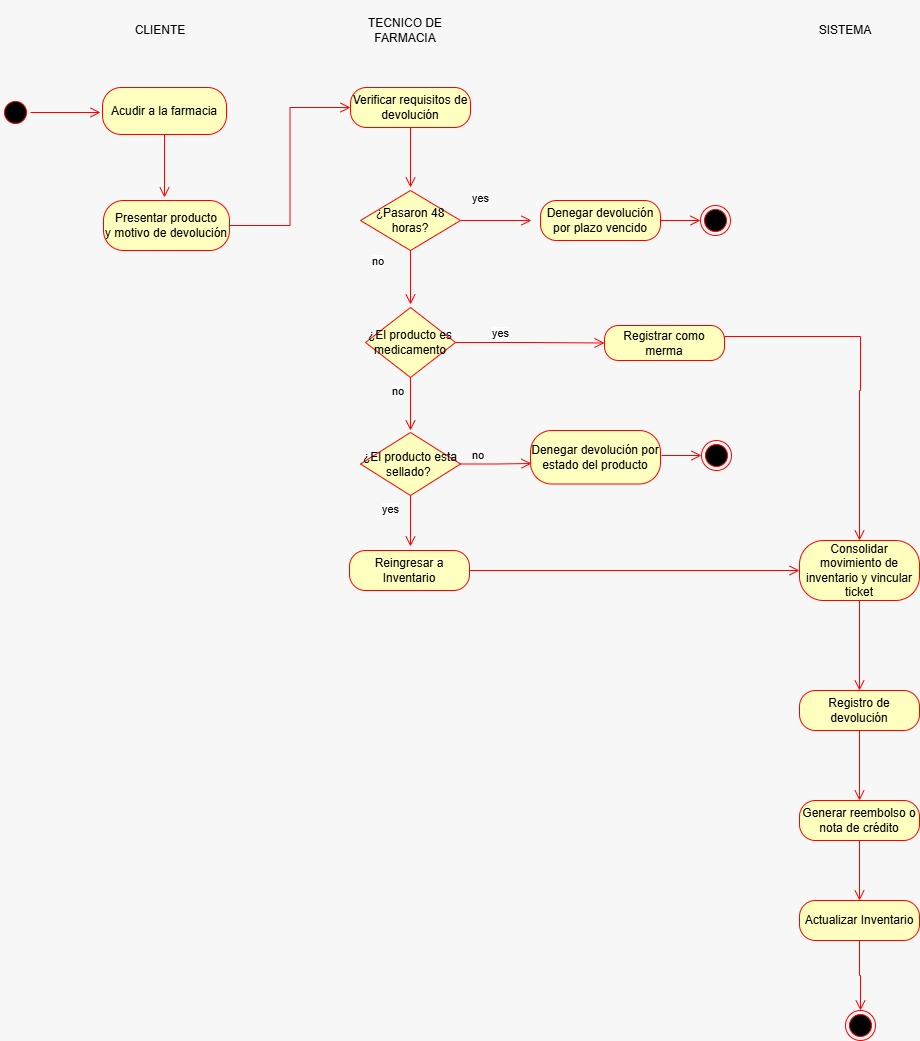 CLIENTE
TECNICO DE
FARMACIA
SISTEMA
Acudir a la farmacia
Verificar requisitos de
devolución
Presentar producto
y motivo de devolución
¿Pasaron 48
horas?
yes
Denegar devolución
por plazo vencido
no
¿El producto es
medicamento
yes
Registrar como
merma
no
¿El producto esta
sellado?
no
Denegar devolución por
estado del producto
yes
Reingresar a
Inventario
Consolidar
movimiento de
inventario y vincular
ticket
Registro de
devolución
Generar reembolso o
nota de crédito
Actualizar Inventario